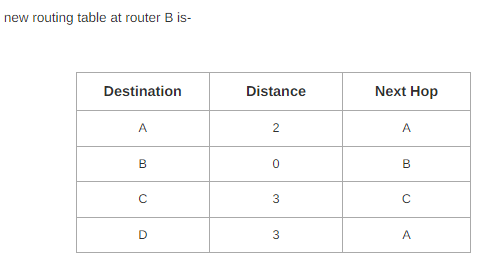 new routing table at router B is-
Destination Distance Next Hop
A 2 A
B 0 B
C 3 C
D 3 A